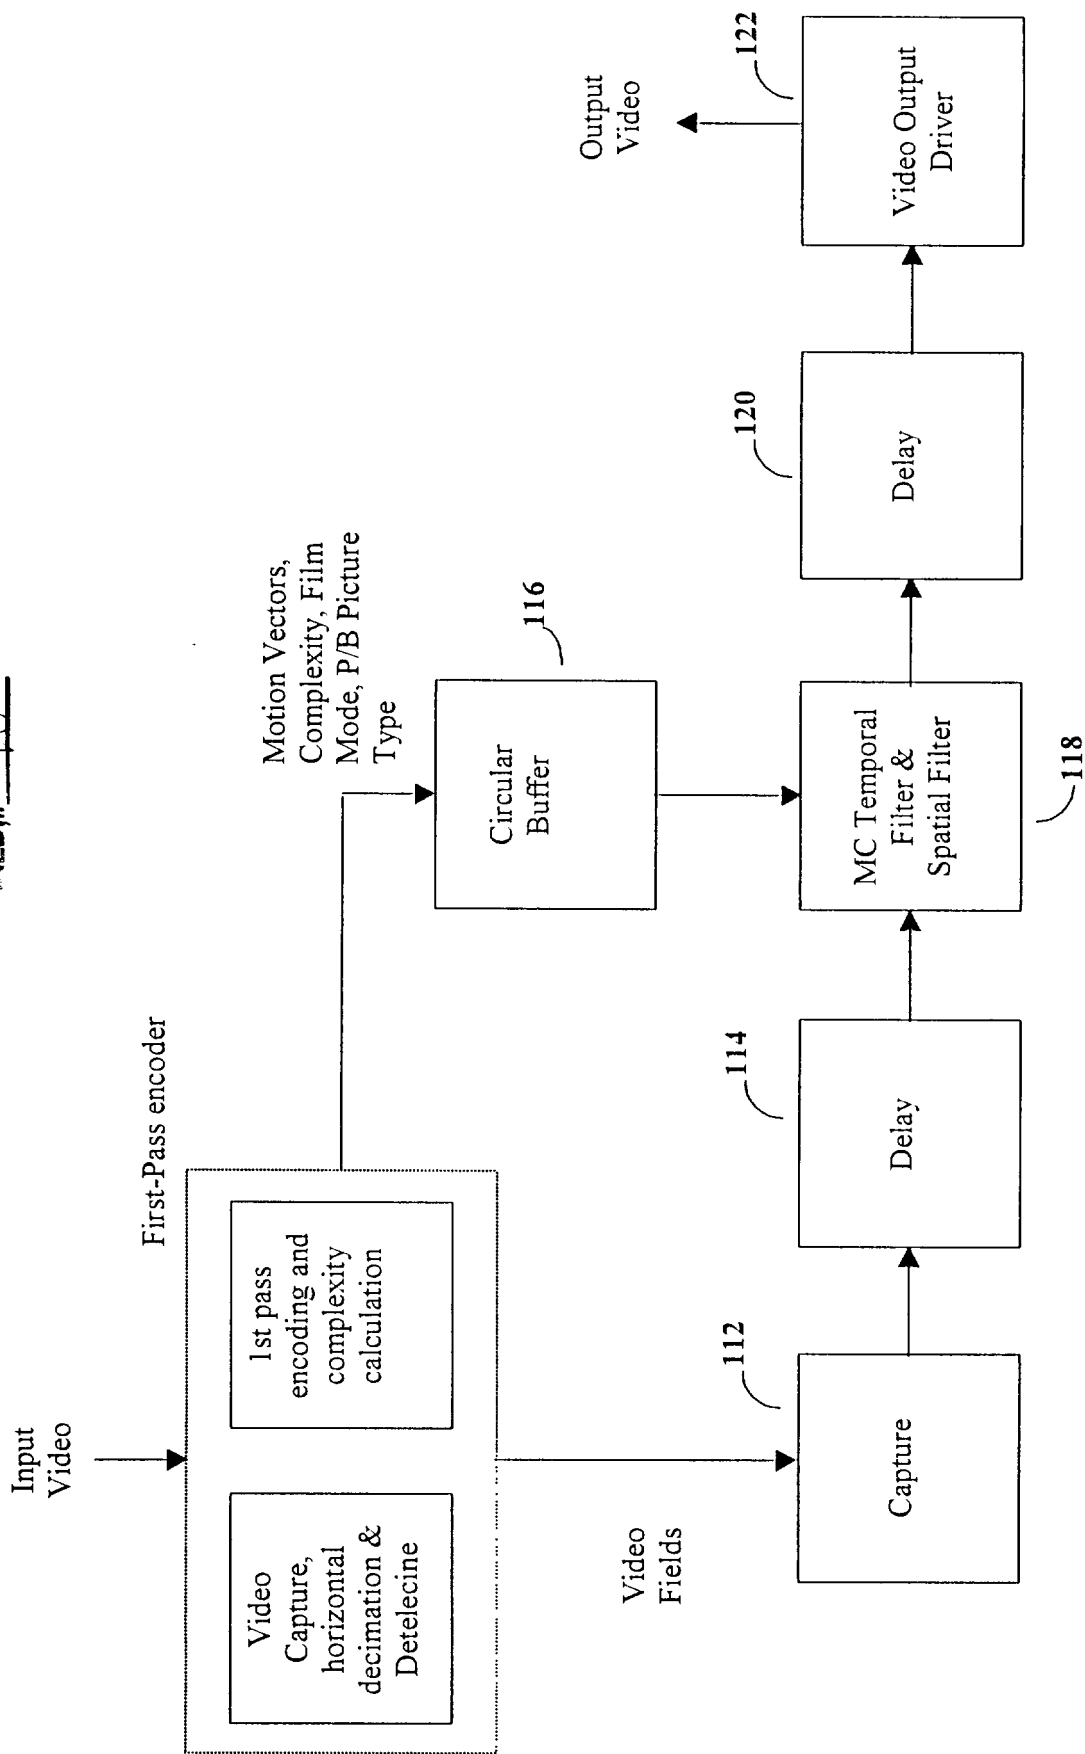 Input
Video
First-Pass encoder
Video
Capture,
horizontal
decimation &
Detelecine
1st pass
encoding and
complexity
calculation
Motion Vectors,
Complexity, Film
Mode, P/B Picture
Type
Circular
Buffer
116
Video
Fields
Capture
112
Delay
114
MC Temporal
Filter &
Spatial Filter
118
Delay
120
Video Output
Driver
122
Output
Video